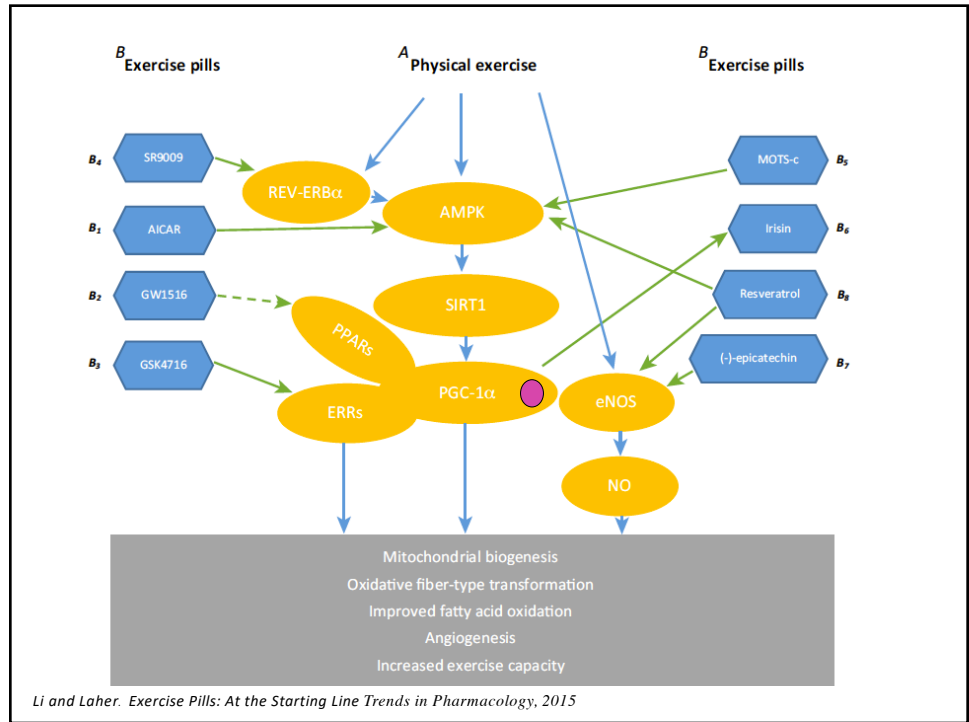 B Exercise pills
A Physical exercise
B Exercise pills
B4 SR9009
MOTS-c B5
REV-ERBα
AMPK
B1 AICAR
Irisin B6
B2 GW1516
SIRT1
Resveratrol B8
PPARs
B3 GSK4716
(-)-epicatechin B7
PGC-1α
eNOS
ERRs
NO
Mitochondrial biogenesis
Oxidative fiber-type transformation
Improved fatty acid oxidation
Angiogenesis
Increased exercise capacity
Li and Laher. Exercise Pills: At the Starting Line Trends in Pharmacology, 2015